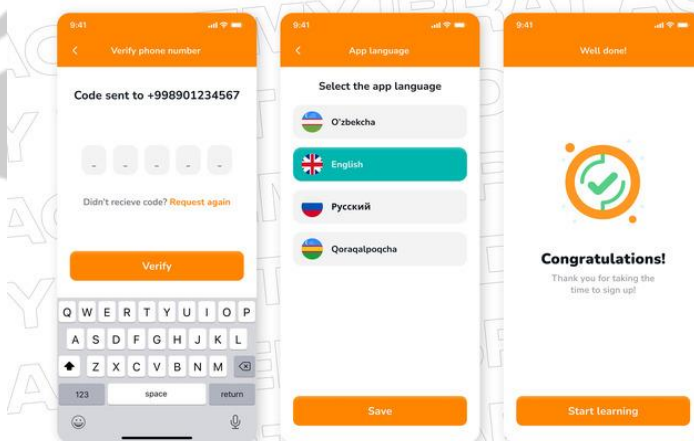 9:41
Verify phone number
Code sent to +998901234567
- - - - -
Didn't recieve code? Request again
Verify
Q W E R T Y U I O P
A S D F G H J K L
Z X C V B N M
123 space return
9:41
App language
Select the app language
O'zbekcha
English
Русский
Qoraqalpoqcha
Save
9:41
Well done!
Congratulations!
Thank you for taking the
time to sign up!
Start learning